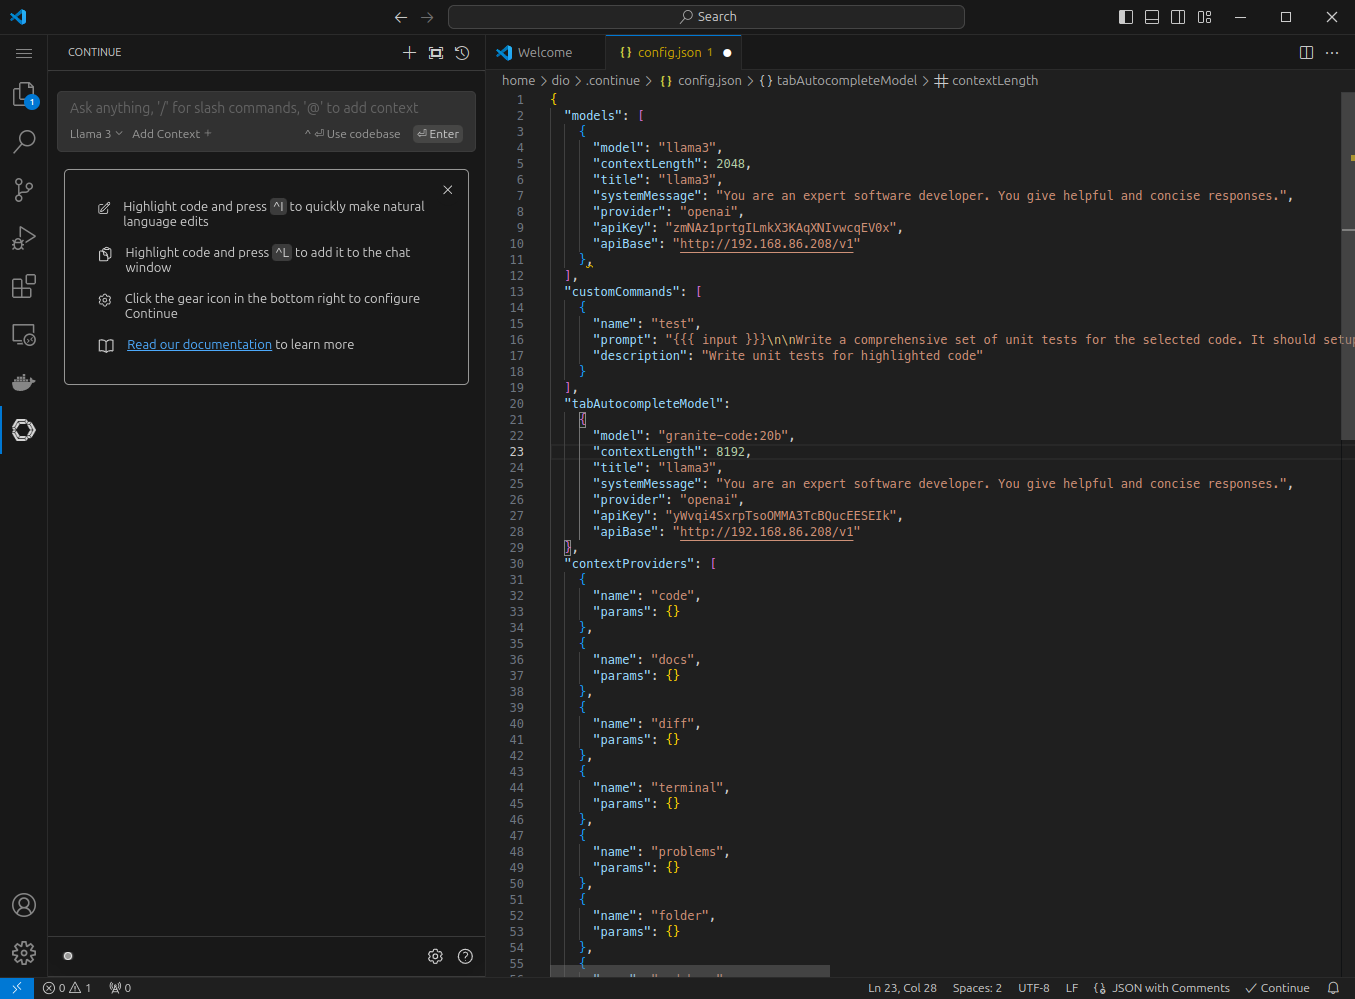 Search
CONTINUE
Ask anything, '/' for slash commands, '@' to add context
Llama 3 Add Context + ^ ⏎ Use codebase ⏎ Enter
Highlight code and press ^I to quickly make natural
language edits
Highlight code and press ^L to add it to the chat
window
Click the gear icon in the bottom right to configure
Continue
Read our documentation to learn more
1
Welcome
{} config.json 1
home > dio > .continue > {} config.json > {} tabAutocompleteModel > contextLength
1 {
2 "models": [
3 {
4 "model": "llama3",
5 "contextLength": 2048,
6 "title": "llama3",
7 "systemMessage": "You are an expert software developer. You give helpful and concise responses.",
8 "provider": "openai",
9 "apiKey": "zmNAz1prtgILmkX3KAqXNIvwcqEV0x",
10 "apiBase": "http://192.168.86.208/v1"
11 },
12 ],
13 "customCommands": [
14 {
15 "name": "test",
16 "prompt": "{{{ input }}}\n\nWrite a comprehensive set of unit tests for the selected code. It should setup
17 "description": "Write unit tests for highlighted code"
18 }
19 ],
20 "tabAutocompleteModel":
21 {
22 "model": "granite-code:20b",
23 "contextLength": 8192,
24 "title": "llama3",
25 "systemMessage": "You are an expert software developer. You give helpful and concise responses.",
26 "provider": "openai",
27 "apiKey": "yWvqi4SxrpTsoOMMA3TcBQucEESEIk",
28 "apiBase": "http://192.168.86.208/v1"
29 },
30 "contextProviders": [
31 {
32 "name": "code",
33 "params": {}
34 },
35 {
36 "name": "docs",
37 "params": {}
38 },
39 {
40 "name": "diff",
41 "params": {}
42 },
43 {
44 "name": "terminal",
45 "params": {}
46 },
47 {
48 "name": "problems",
49 "params": {}
50 },
51 {
52 "name": "folder",
53 "params": {}
54 },
55 {
0 1 0
Ln 23, Col 28 Spaces: 2 UTF-8 LF JSON with Comments Continue